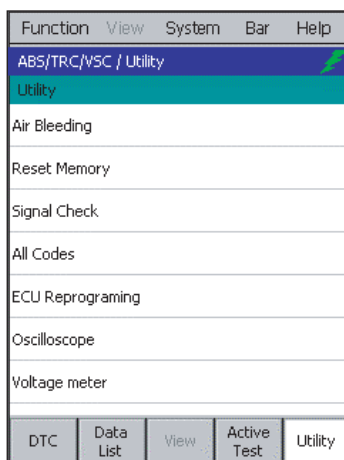 Function View System Bar Help
ABS/TRC/VSC / Utility
Utility
Air Bleeding
Reset Memory
Signal Check
All Codes
ECU Reprograming
Oscilloscope
Voltage meter
DTC Data List View Active Test Utility